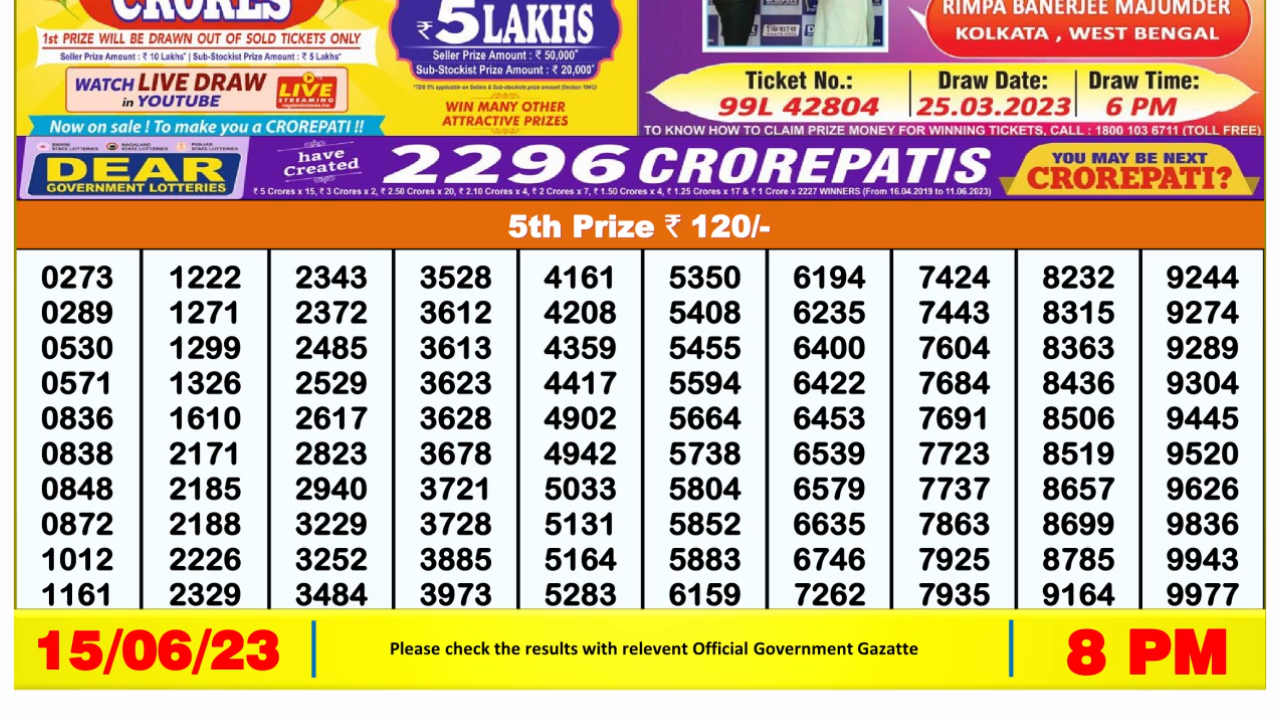 CRORES
1st PRIZE WILL BE DRAWN OUT OF SOLD TICKETS ONLY
Seller Prize Amount : ₹ 10 Lakhs* | Sub-Stockist Prize Amount : ₹ 5 Lakhs*
WATCH LIVE DRAW
in YOUTUBE
LIVE
STREAMING
Now on sale ! To make you a CROREPATI !!
₹ 5 LAKHS
Seller Prize Amount : ₹ 50,000*
Sub-Stockist Prize Amount : ₹ 20,000*
WIN MANY OTHER
ATTRACTIVE PRIZES
RIMPA BANERJEE MAJUMDER
KOLKATA , WEST BENGAL
Ticket No.: Draw Date: Draw Time:
99L 42804 25.03.2023 6 PM
TO KNOW HOW TO CLAIM PRIZE MONEY FOR WINNING TICKETS, CALL : 1800 103 6711 (TOLL FREE)
DEAR
GOVERNMENT LOTTERIES
have
Created
2296 CROREPATIS
₹ 5 Crores x 15, ₹ 3 Crores x 2, ₹ 2.50 Crores x 20, ₹ 2.10 Crores x 4, ₹ 2 Crores x 7, ₹ 1.50 Crores x 4, ₹ 1.25 Crores x 17 & ₹ 1 Crore x 2227 WINNERS (From 16.04.2019 to 11.06.2023)
YOU MAY BE NEXT
CROREPATI?
5th Prize ₹ 120/-
0273 1222 2343 3528 4161 5350 6194 7424 8232 9244
0289 1271 2372 3612 4208 5408 6235 7443 8315 9274
0530 1299 2485 3613 4359 5455 6400 7604 8363 9289
0571 1326 2529 3623 4417 5594 6422 7684 8436 9304
0836 1610 2617 3628 4902 5664 6453 7691 8506 9445
0838 2171 2823 3678 4942 5738 6539 7723 8519 9520
0848 2185 2940 3721 5033 5804 6579 7737 8657 9626
0872 2188 3229 3728 5131 5852 6635 7863 8699 9836
1012 2226 3252 3885 5164 5883 6746 7925 8785 9943
1161 2329 3484 3973 5283 6159 7262 7935 9164 9977
15/06/23
Please check the results with relevent Official Government Gazatte
8 PM